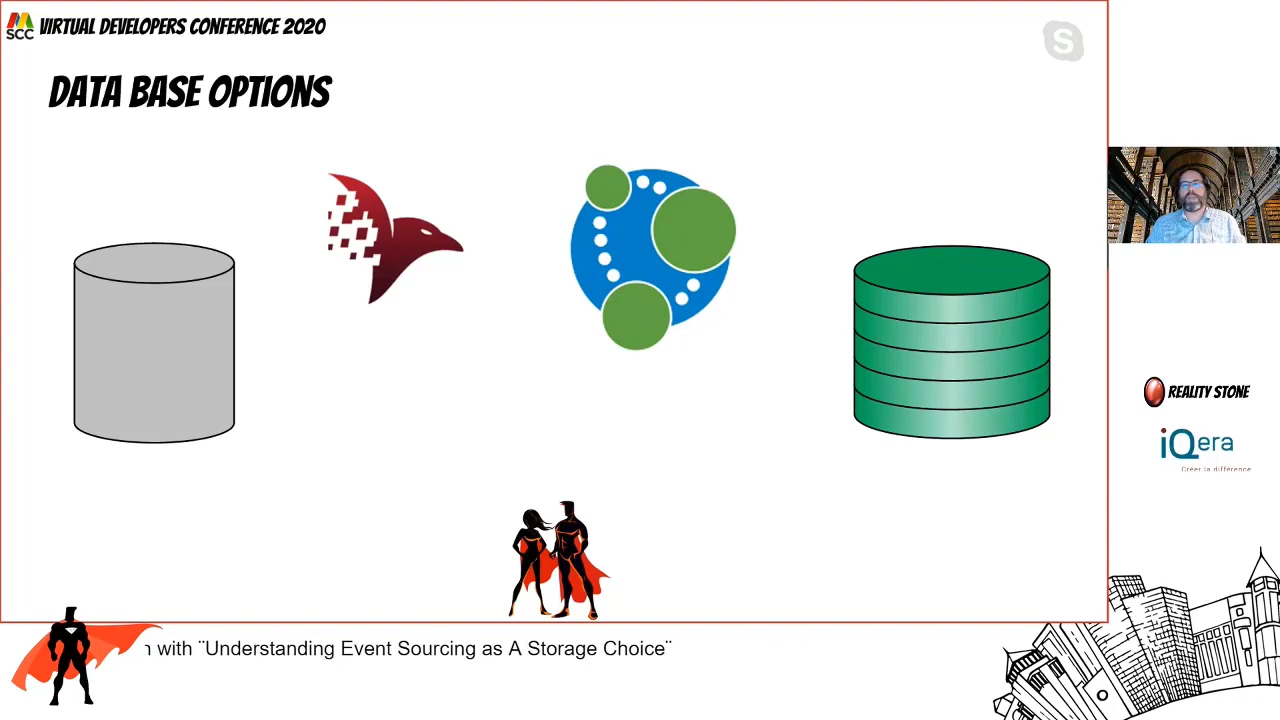 SCC VIRTUAL DEVELOPERS CONFERENCE 2020
S
DATA BASE OPTIONS
REALITY STONE
iQera
Créer la différence
with ¨Understanding Event Sourcing as A Storage Choice¨